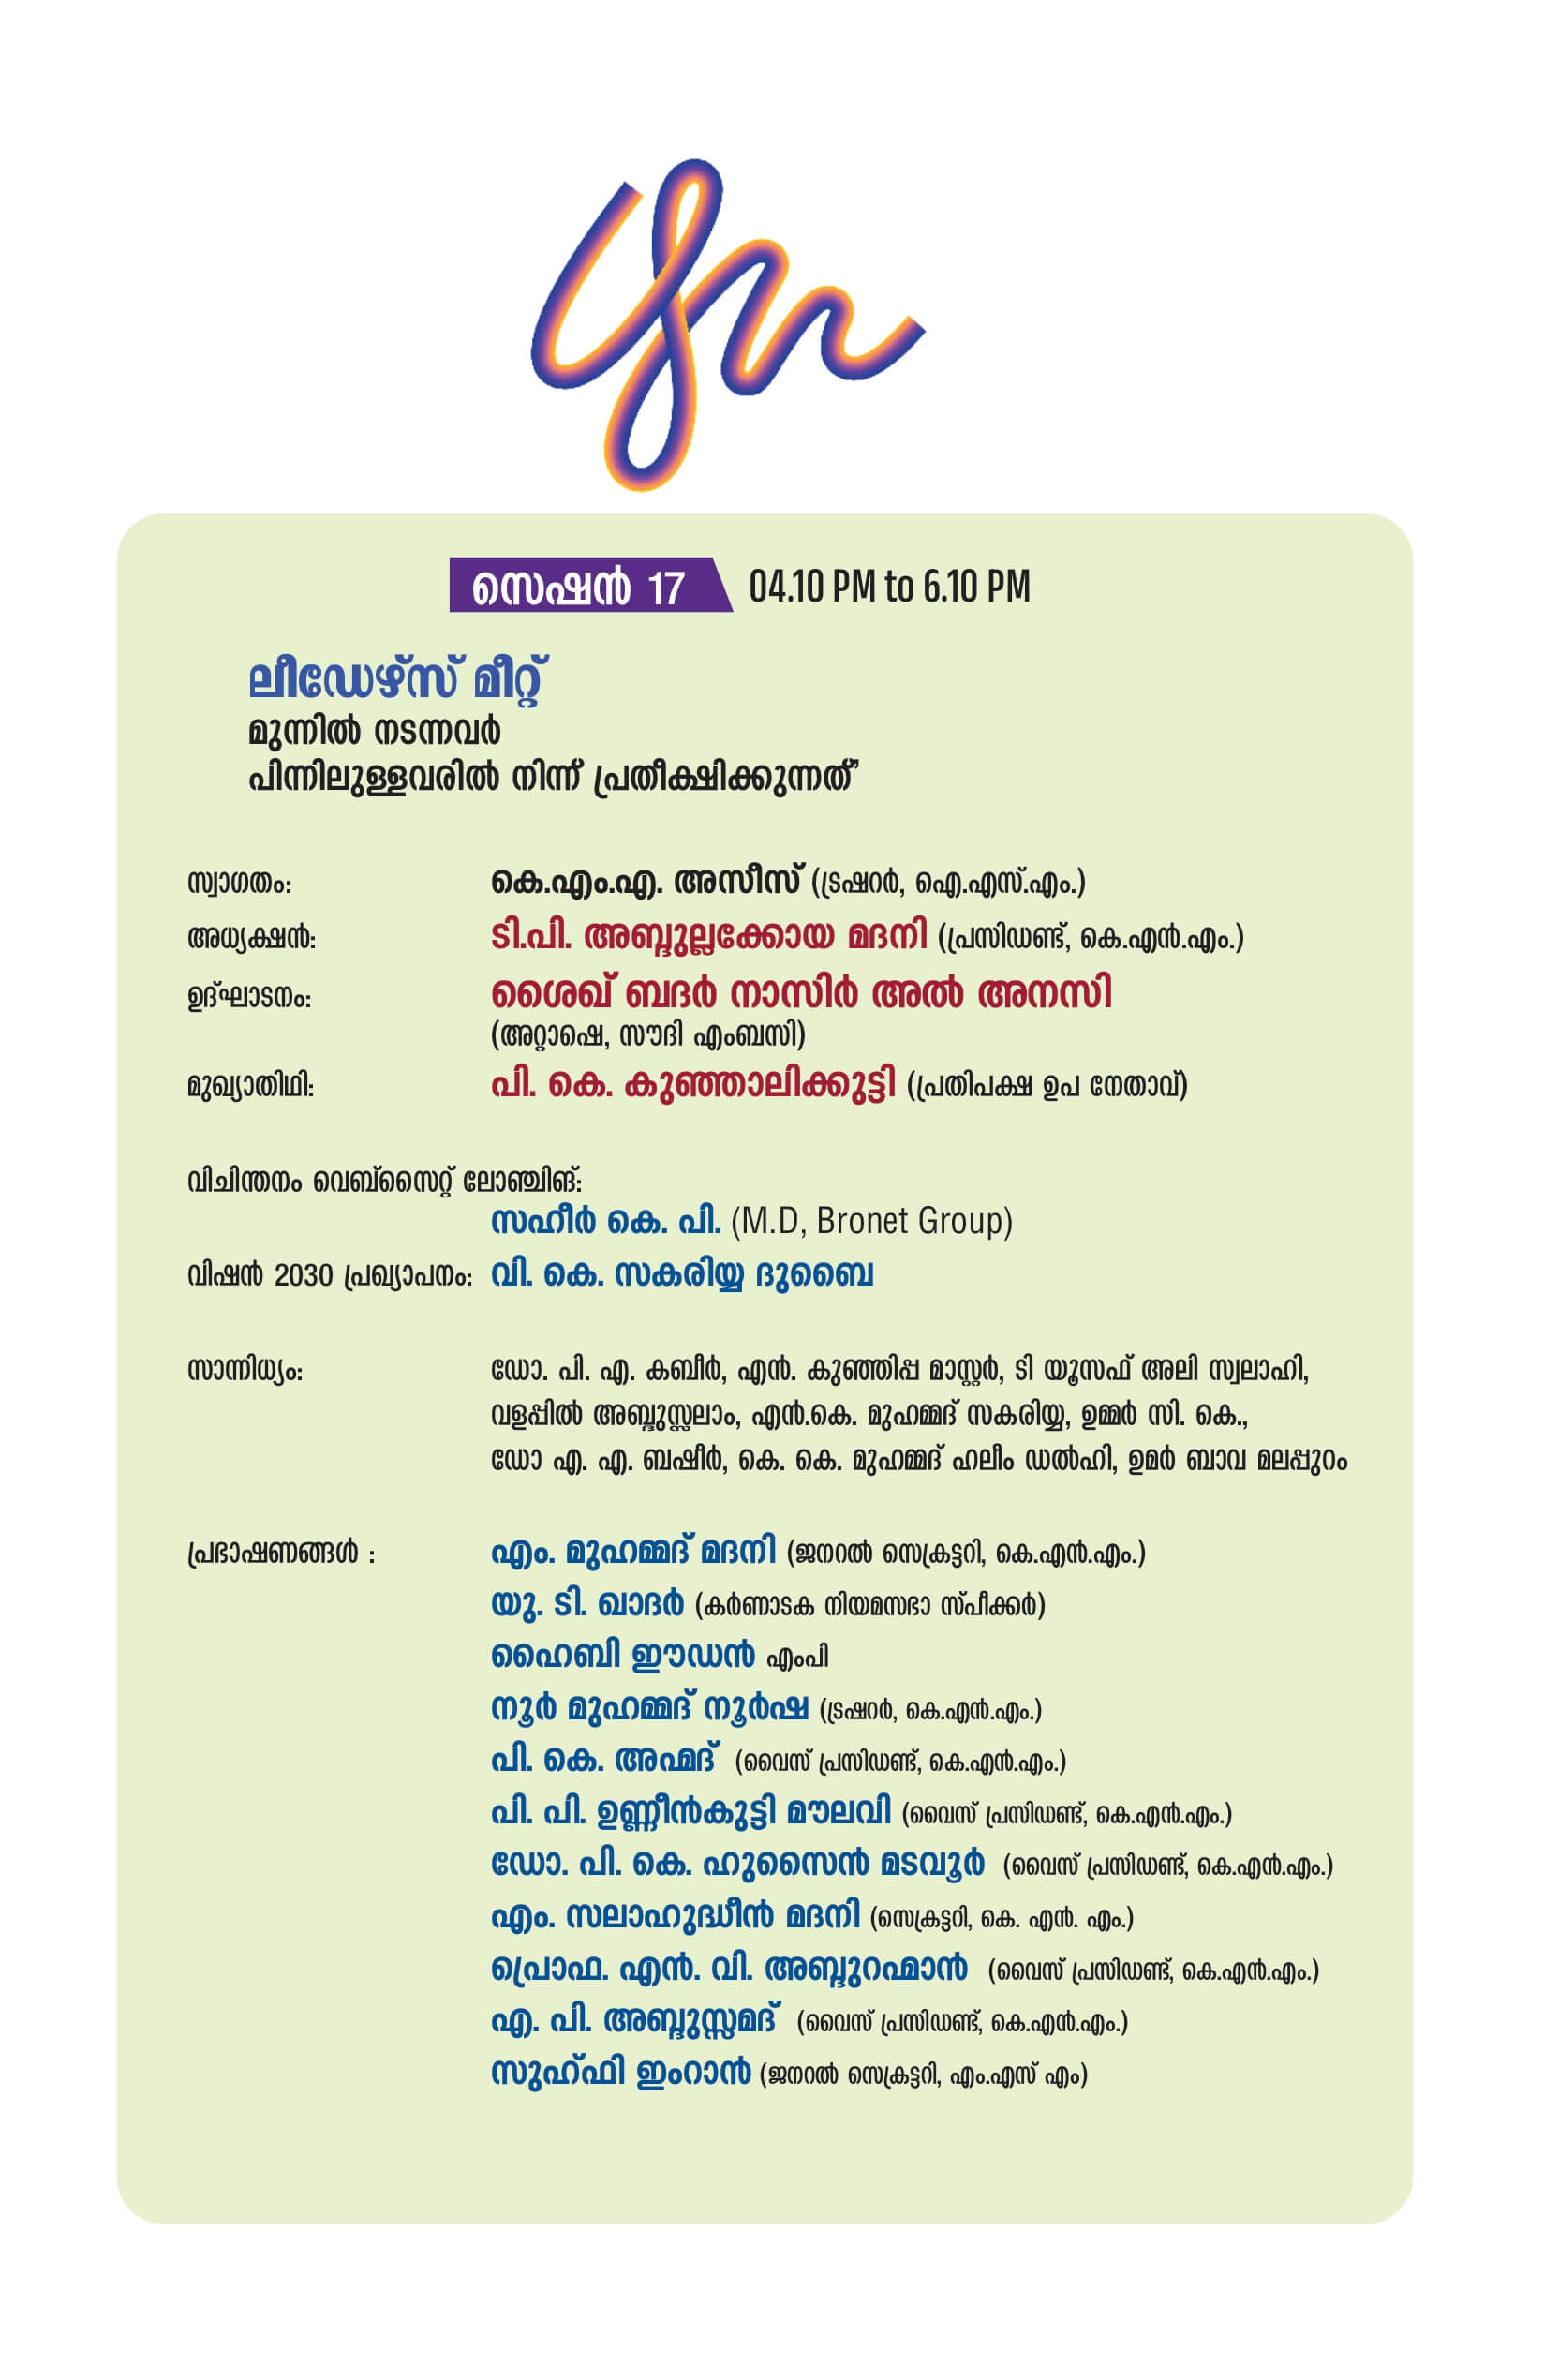 സെഷൻ 17 04.10 PM to 6.10 PM
ലീഡേഴ്സ് മീറ്റ്
മുന്നിൽ നടന്നവർ
പിന്നിലുള്ളവരിൽ നിന്ന് പ്രതീക്ഷിക്കുന്നത്”
സ്വാഗതം: കെ.എം.എ. അസീസ് (ട്രഷറർ, ഐ.എസ്.എം.)
അധ്യക്ഷൻ: ടി.പി. അബ്ദുല്ലക്കോയ മദനി (പ്രസിഡണ്ട്, കെ.എൻ.എം.)
ഉദ്ഘാടനം: ശൈഖ് ബദർ നാസിർ അൽ അനസി
(അറ്റാഷെ, സൗദി എംബസി)
മുഖ്യാതിഥി: പി. കെ. കുഞ്ഞാലിക്കുട്ടി (പ്രതിപക്ഷ ഉപ നേതാവ്)
വിചിന്തനം വെബ്സൈറ്റ് ലോഞ്ചിങ്:
സഹീർ കെ. പി. (M.D, Bronet Group)
വിഷൻ 2030 പ്രഖ്യാപനം: വി. കെ. സകരിയ്യ ദുബൈ
സാന്നിധ്യം: ഡോ. പി. എ. കബീർ, എൻ. കുഞ്ഞിപ്പ മാസ്റ്റർ, ടി യൂസഫ് അലി സ്വലാഹി,
വളപ്പിൽ അബ്ദുസ്സലാം, എൻ.കെ. മുഹമ്മദ് സകരിയ്യ, ഉമ്മർ സി. കെ.,
ഡോ എ. എ. ബഷീർ, കെ. കെ. മുഹമ്മദ് ഹലീം ഡൽഹി, ഉമർ ബാവ മലപ്പുറം
പ്രഭാഷണങ്ങൾ : എം. മുഹമ്മദ് മദനി (ജനറൽ സെക്രട്ടറി, കെ.എൻ.എം.)
യു. ടി. ഖാദർ (കർണാടക നിയമസഭാ സ്പീക്കർ)
ഹൈബി ഈഡൻ എംപി
നൂർ മുഹമ്മദ് നൂർഷ (ട്രഷറർ, കെ.എൻ.എം.)
പി. കെ. അഹ്മദ് (വൈസ് പ്രസിഡണ്ട്, കെ.എൻ.എം.)
പി. പി. ഉണ്ണീൻകുട്ടി മൗലവി (വൈസ് പ്രസിഡണ്ട്, കെ.എൻ.എം.)
ഡോ. പി. കെ. ഹുസൈൻ മടവൂർ (വൈസ് പ്രസിഡണ്ട്, കെ.എൻ.എം.)
എം. സലാഹുദ്ധീൻ മദനി (സെക്രട്ടറി, കെ. എൻ. എം.)
പ്രൊഫ. എൻ. വി. അബ്ദുറഹ്മാൻ (വൈസ് പ്രസിഡണ്ട്, കെ.എൻ.എം.)
എ. പി. അബ്ദുസ്സമദ് (വൈസ് പ്രസിഡണ്ട്, കെ.എൻ.എം.)
സുഹ്ഫി ഇംറാൻ (ജനറൽ സെക്രട്ടറി, എം.എസ് എം)